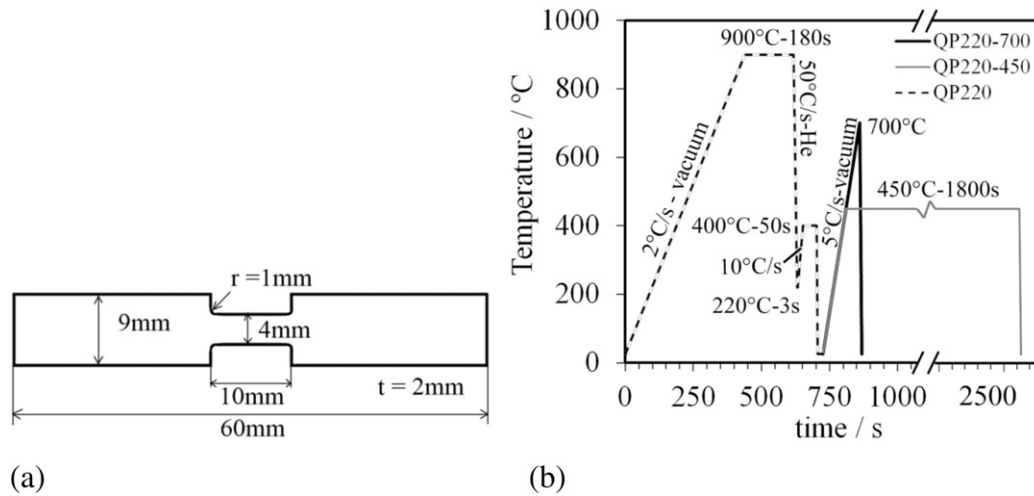 r =1mm
9mm
4mm
10mm
t = 2mm
60mm
(a)
1000
800
600
400
200
0
Temperature / °C
900°C-180s
QP220-700
QP220-450
QP220
2°C/s - vacuum
50°C/s-He
700°C
5°C/s-vacuum
450°C-1800s
400°C-50s
10°C/s
220°C-3s
0
250
500
750
1000
2500
time / s
(b)